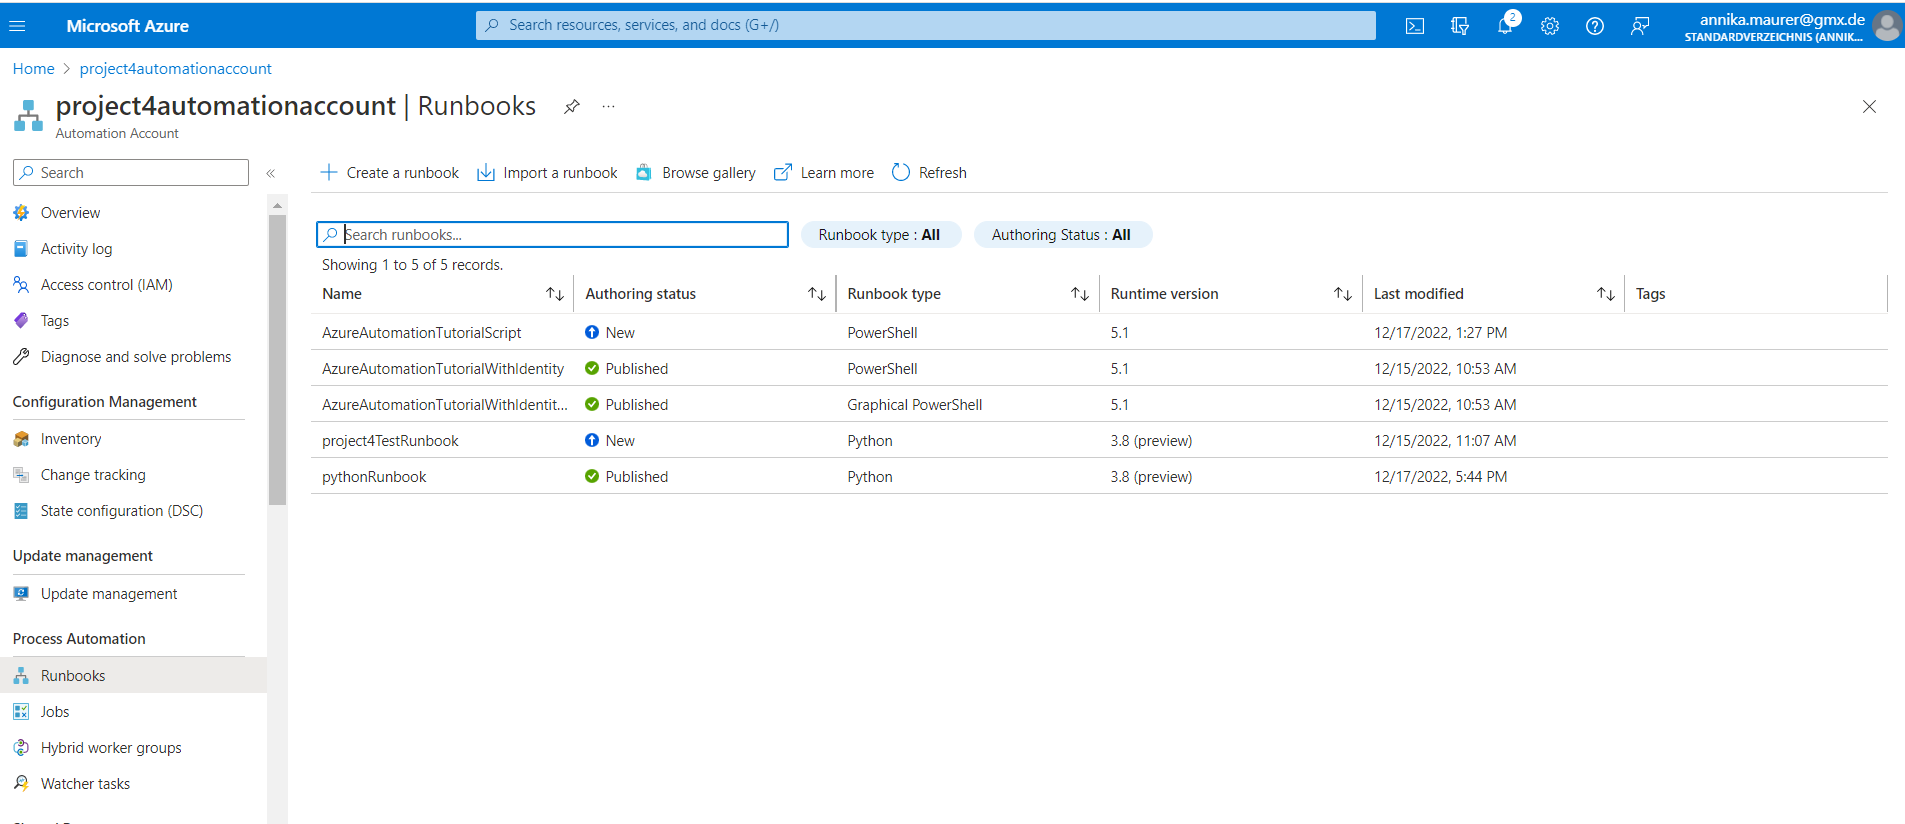 Microsoft Azure
Search resources, services, and docs (G+/)
2
annika.maurer@gmx.de
STANDARDVERZEICHNIS (ANNIK...
Home > project4automationaccount
project4automationaccount | Runbooks ...
Automation Account
Search «
Overview
Activity log
Access control (IAM)
Tags
Diagnose and solve problems
Configuration Management
Inventory
Change tracking
State configuration (DSC)
Update management
Update management
Process Automation
Runbooks
Jobs
Hybrid worker groups
Watcher tasks
Create a runbook Import a runbook Browse gallery Learn more Refresh
Search runbooks... Runbook type : All Authoring Status : All
Showing 1 to 5 of 5 records.
Name Authoring status Runbook type Runtime version Last modified Tags
AzureAutomationTutorialScript New PowerShell 5.1 12/17/2022, 1:27 PM
AzureAutomationTutorialWithIdentity Published PowerShell 5.1 12/15/2022, 10:53 AM
AzureAutomationTutorialWithIdentit... Published Graphical PowerShell 5.1 12/15/2022, 10:53 AM
project4TestRunbook New Python 3.8 (preview) 12/15/2022, 11:07 AM
pythonRunbook Published Python 3.8 (preview) 12/17/2022, 5:44 PM